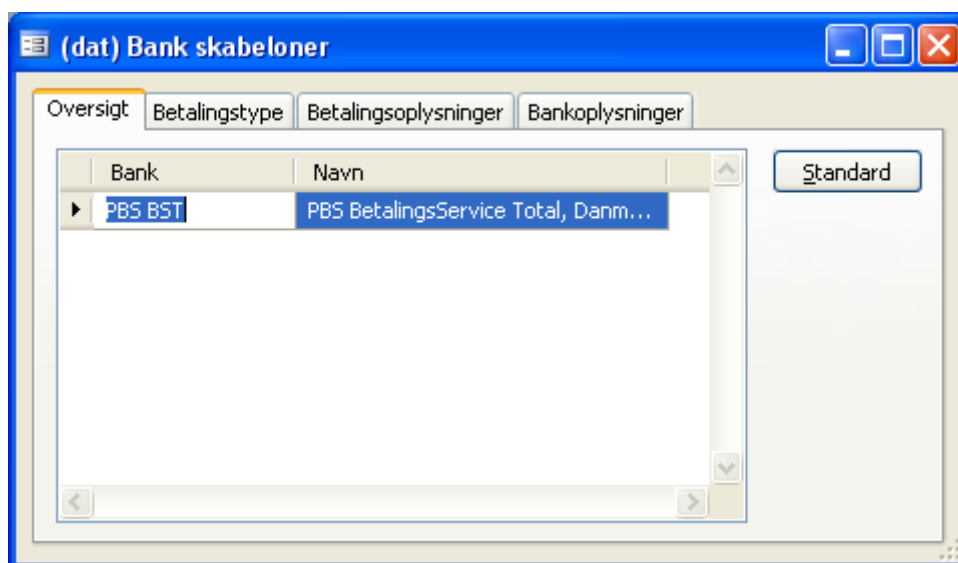 (dat) Bank skabeloner
Oversigt Betalingstype Betalingsoplysninger Bankoplysninger
Bank Navn Standard
PBS BST PBS BetalingsService Total, Danm...